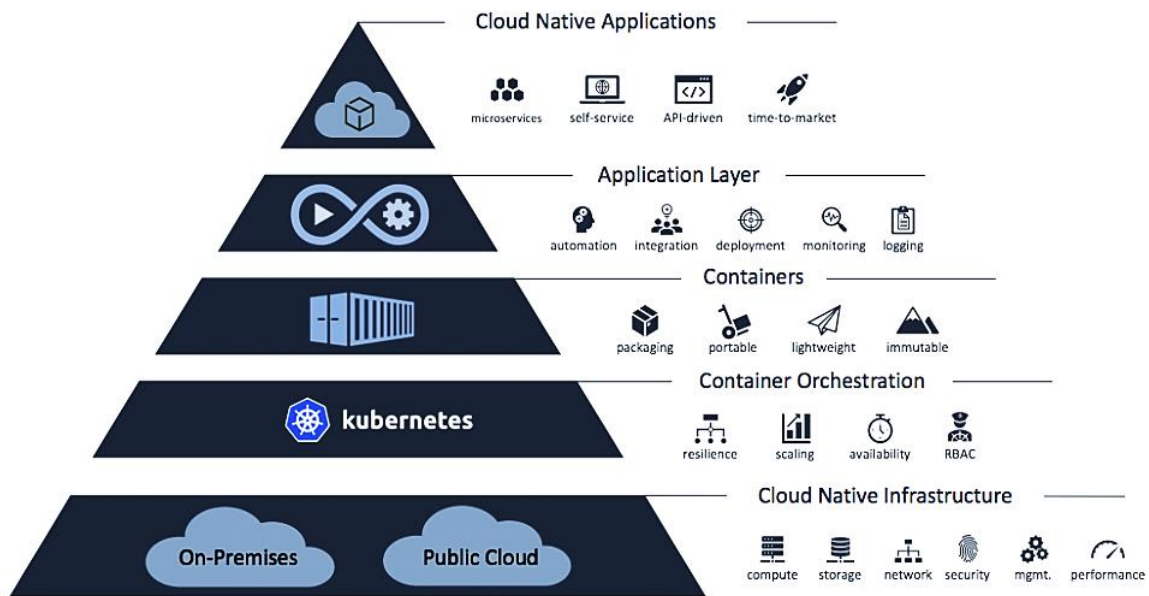 Cloud Native Applications
microservices self-service API-driven time-to-market
Application Layer
automation integration deployment monitoring logging
Containers
packaging portable lightweight immutable
Container Orchestration
kubernetes
resilience scaling availability RBAC
Cloud Native Infrastructure
On-Premises Public Cloud
compute storage network security mgmt. performance